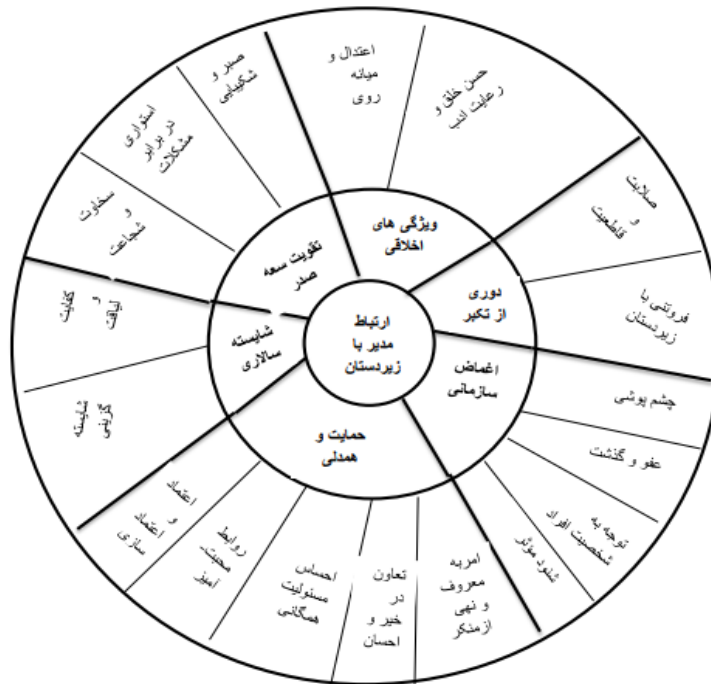 ارتباط
مدیر با
زیردستان
ویژگی های
اخلاقی
دوری
از تکبر
اغماض
سازمانی
حمایت و
همدلی
شایسته
سالاری
تقویت سعه
صدر
اعتدال و
میانه
روی
حسن خلق و
رعایت ادب
صلابت
و
قاطعیت
فروتنی با
زیردستان
چشم پوشی
عفو و گذشت
توجه به
شخصیت افراد
شنود مؤثر
امربه
معروف
و نهی
ازمنکر
تعاون
در
خیر و
احسان
احساس
مسئولیت
همگانی
روابط
محبت
آمیز
اعتماد
و
اعتماد
سازی
شایسته
گزینی
لیاقت
و
کفایت
سخاوت
و
شجاعت
استواری
در برابر
مشکلات
صبر و
شکیبایی